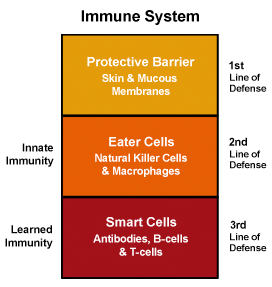 Immune System
Protective Barrier
Skin & Mucous
Membranes
1st
Line of
Defense
Innate
Immunity
Eater Cells
Natural Killer Cells
& Macrophages
2nd
Line of
Defense
Learned
Immunity
Smart Cells
Antibodies, B-cells
& T-cells
3rd
Line of
Defense